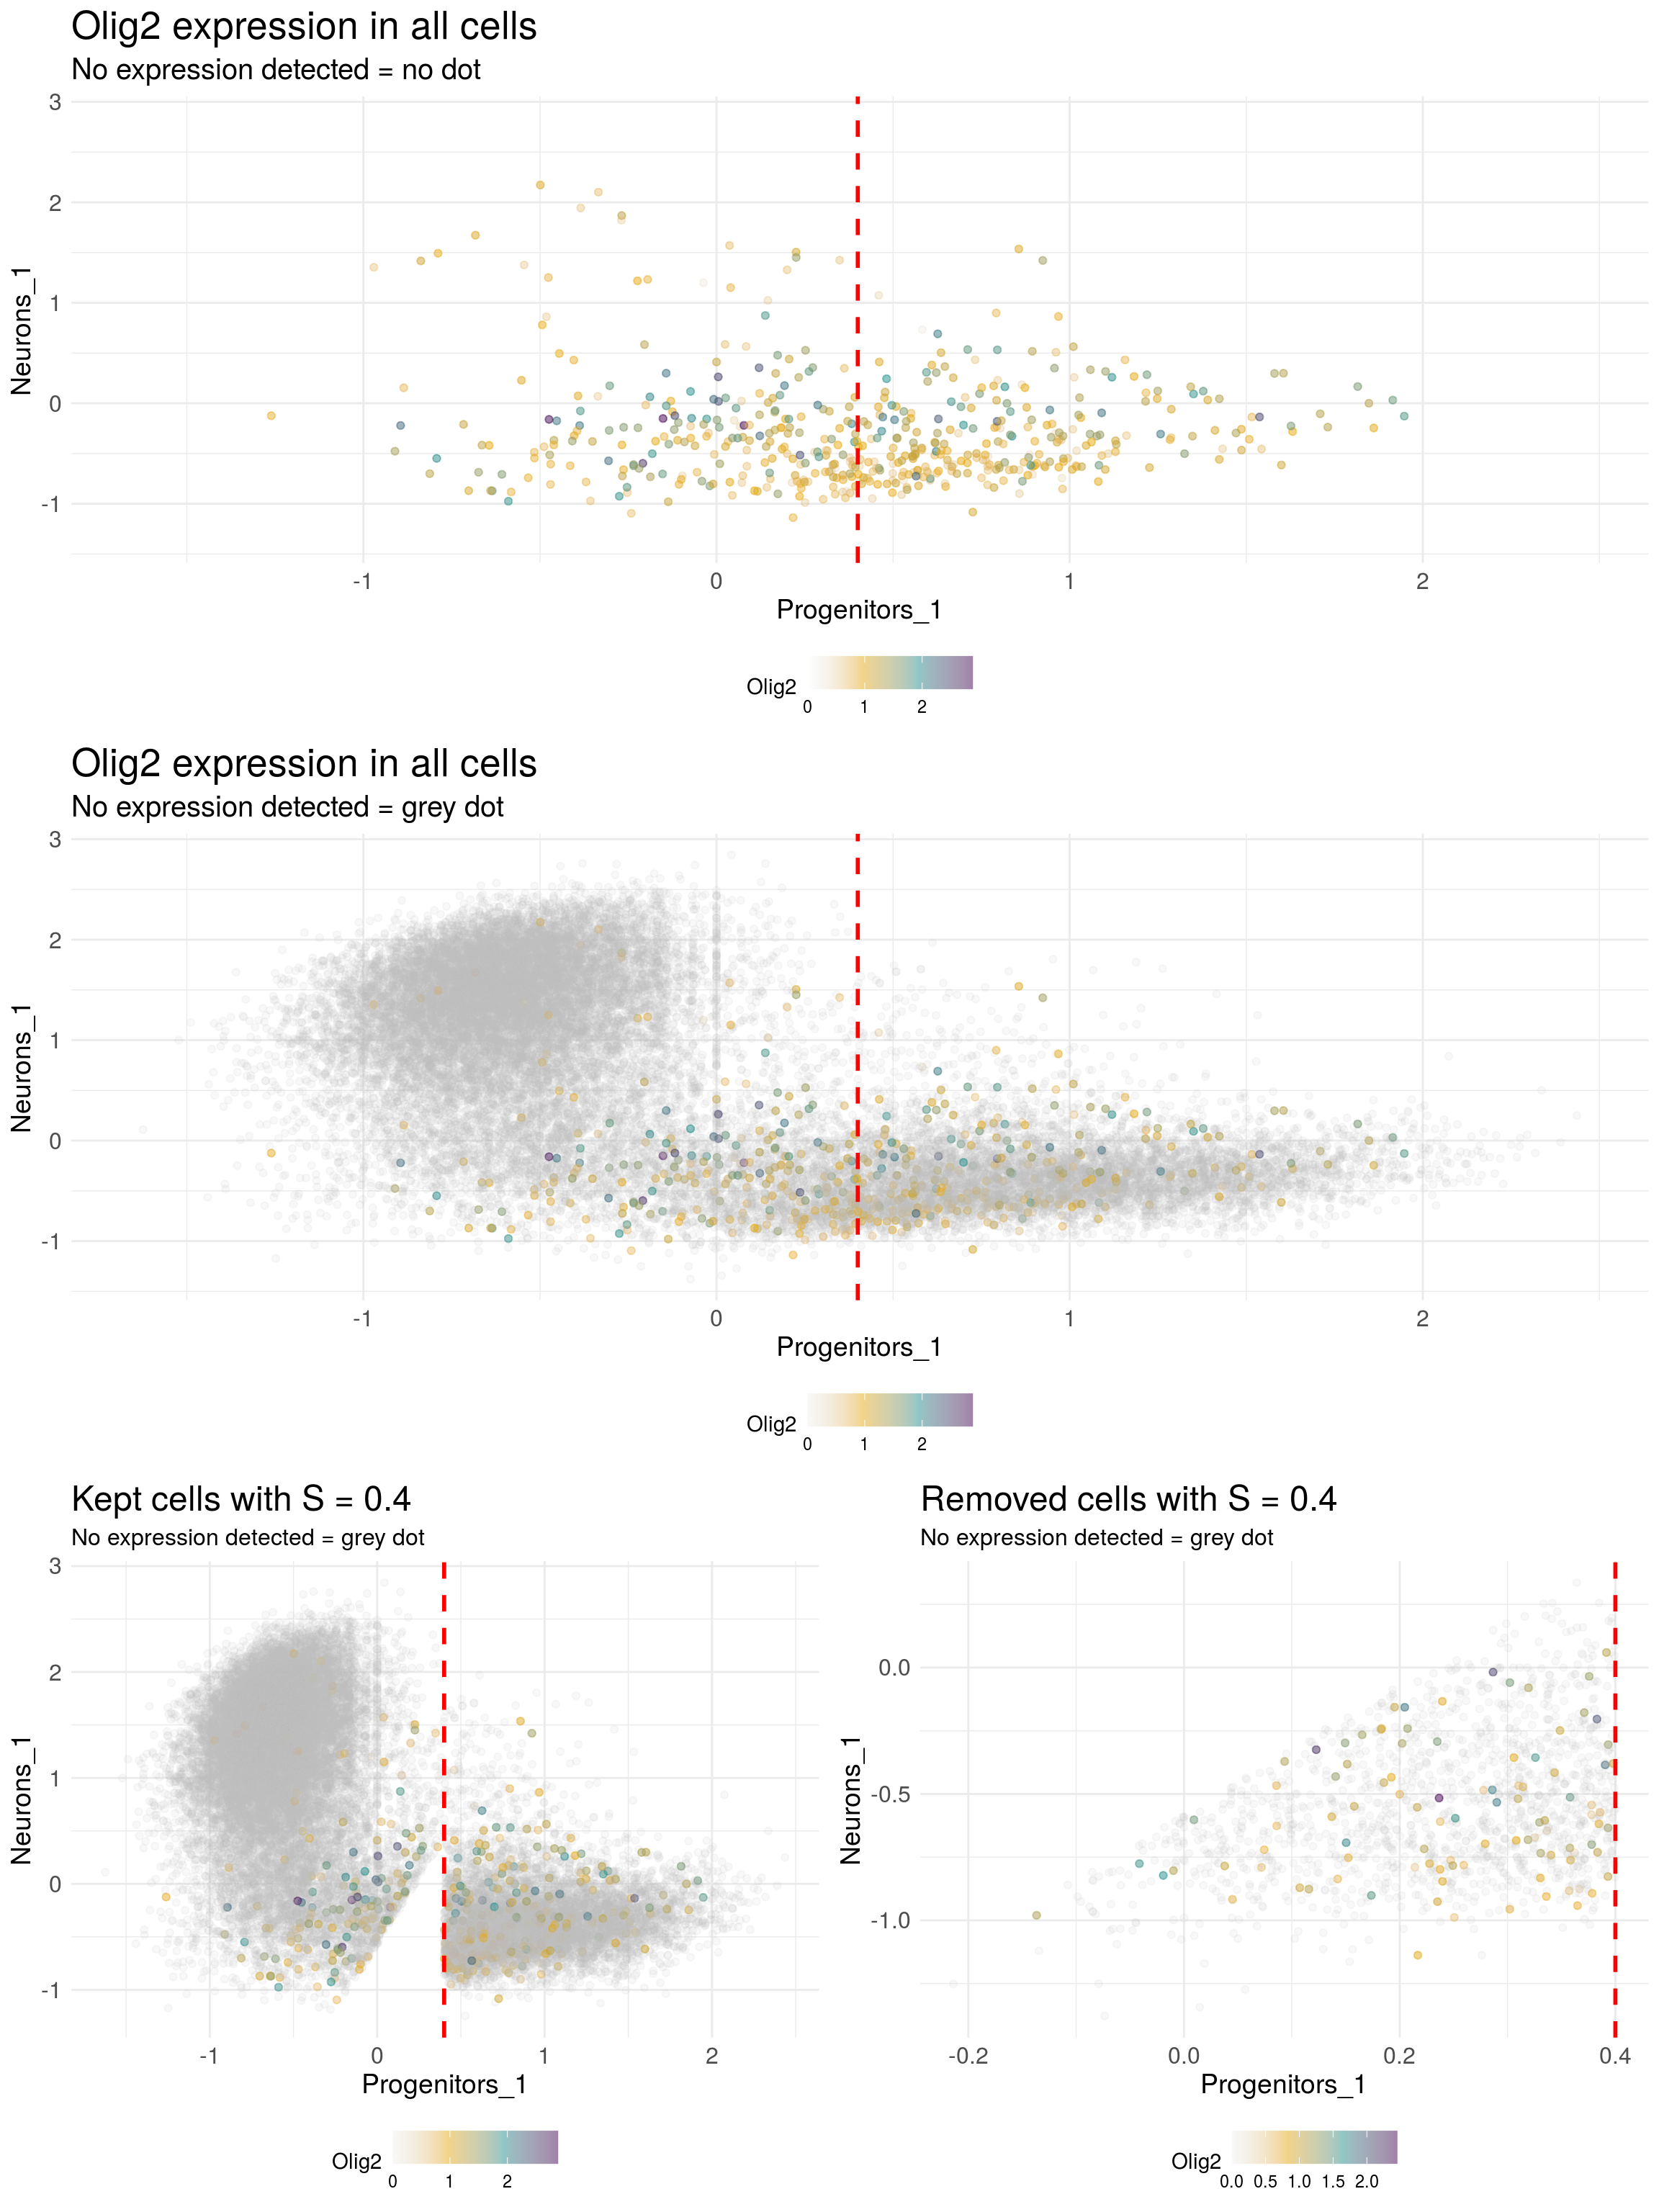 Olig2 expression in all cells
No expression detected = no dot
3
2
1
0
-1
Neurons_1
-1 0 1 2
Progenitors_1
Olig2
0 1 2
Olig2 expression in all cells
No expression detected = grey dot
3
2
1
0
-1
Neurons_1
-1 0 1 2
Progenitors_1
Olig2
0 1 2
Kept cells with S = 0.4
No expression detected = grey dot
3
2
1
0
-1
Neurons_1
-1 0 1 2
Progenitors_1
Olig2
0 1 2
Removed cells with S = 0.4
No expression detected = grey dot
0.0
-0.5
-1.0
Neurons_1
-0.2 0.0 0.2 0.4
Progenitors_1
Olig2
0.0 0.5 1.0 1.5 2.0